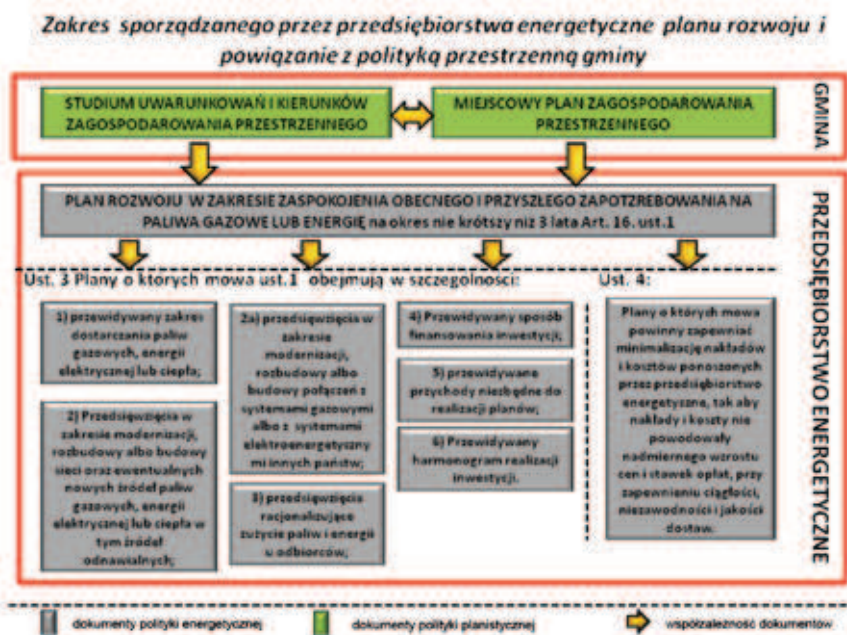 Zakres sporządzanego przez przedsiębiorstwa energetyczne planu rozwoju i
powiązanie z polityką przestrzenną gminy
STUDIUM UWARUNKOWAŃ I KIERUNKÓW
ZAGOSPODAROWANIA PRZESTRZENNEGO
MIEJSCOWY PLAN ZAGOSPODAROWANIA
PRZESTRZENNEGO
GMINA
PLAN ROZWOJU W ZAKRESIE ZASPOKOJENIA OBECNEGO I PRZYSZŁEGO ZAPOTZREBOWANIA NA
PALIWA GAZOWE LUB ENERGIĘ na okres nie krótszy niż 3 lata Art. 16. ust.1
PRZEDSIĘBIORSTWO ENERGETYCZNE
Ust. 3 Plany o których mowa ust.1 obejmują w szczegolności:
1) przewidywany zakres
dostarczania paliw
gazowych, energii
elektrycznej lub ciepła;
2) Przedsięwzięcia w
zakresie modernizacji,
rozbudowy albo budowy
sieci oraz ewentualnych
nowych źródeł paliw
gazowych, energii
elektrycznej lub ciepła w
tym źródeł
odnawialnych;
2a) przedsięwzięcia w
zakresie
modernizacji,
rozbudowy albo
budowy połączeń z
systemami gazowymi
albo z systemami
elektroenergetyczny
mi innych państw;
3) przedsięwzięcia
racjonalizujące
zużycie paliw i energii
u odbiorców;
4) Przewidywany sposób
finansowania inwestycji;
5) przewidywane
przychody niezbędne do
realizacji planów;
6) Przewidywany
harmonogram realizacji
inwestycji.
Ust. 4:
Plany o których mowa
powinny zapewniać
minimalizację nakładów
i kosztów ponoszonych
przez przedsiębiorstwo
energetyczne, tak aby
nakłady i koszty nie
powodowały
nadmiernego wzrostu
cen i stawek opłat, przy
zapewnieniu ciągłości,
niezawodności i jakości
dostaw.
dokumenty polityki energetycznej
dokumenty polityki planistycznej
współzależność dokumentów